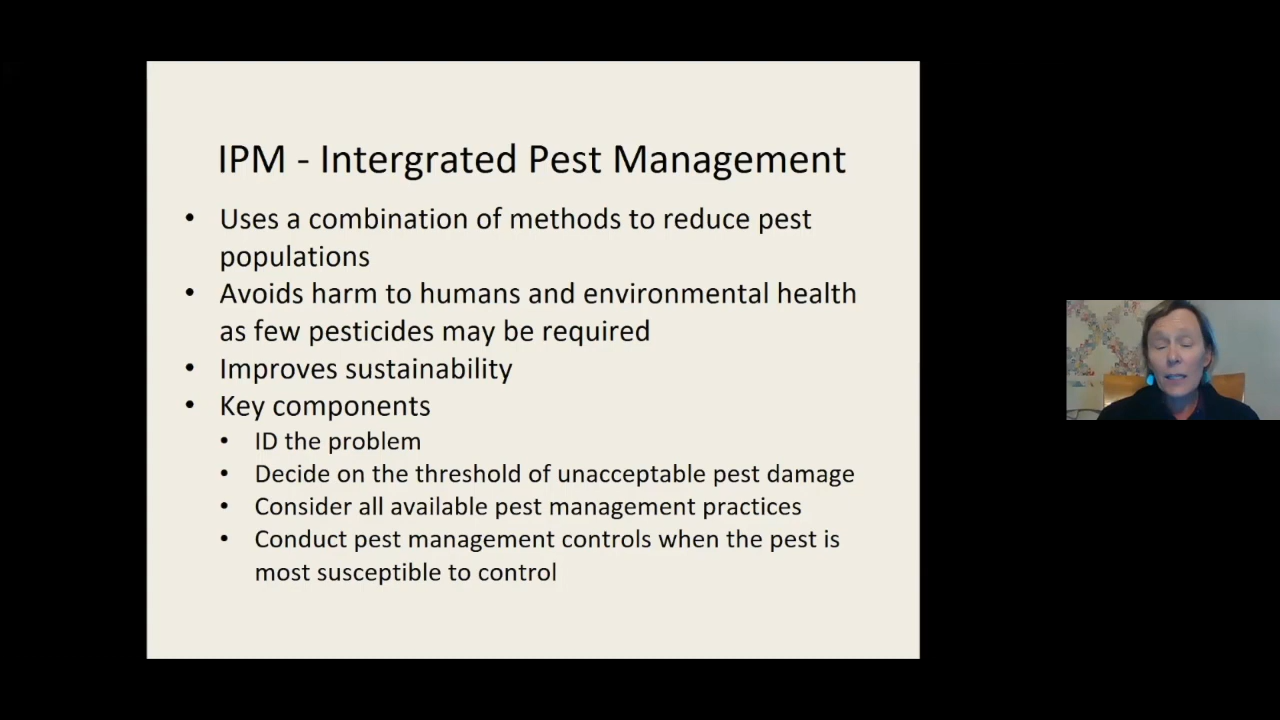 IPM - Intergrated Pest Management
• Uses a combination of methods to reduce pest
populations
• Avoids harm to humans and environmental health
as few pesticides may be required
• Improves sustainability
• Key components
• ID the problem
• Decide on the threshold of unacceptable pest damage
• Consider all available pest management practices
• Conduct pest management controls when the pest is
most susceptible to control